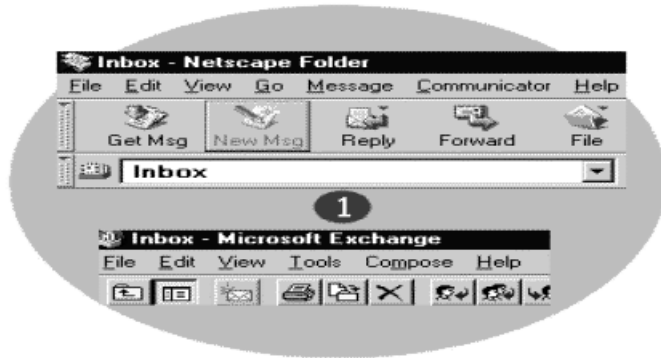 Inbox - Netscape Folder
File Edit View Go Message Communicator Help
Get Msg New Msg Reply Forward File
Inbox
1
Inbox - Microsoft Exchange
File Edit View Tools Compose Help